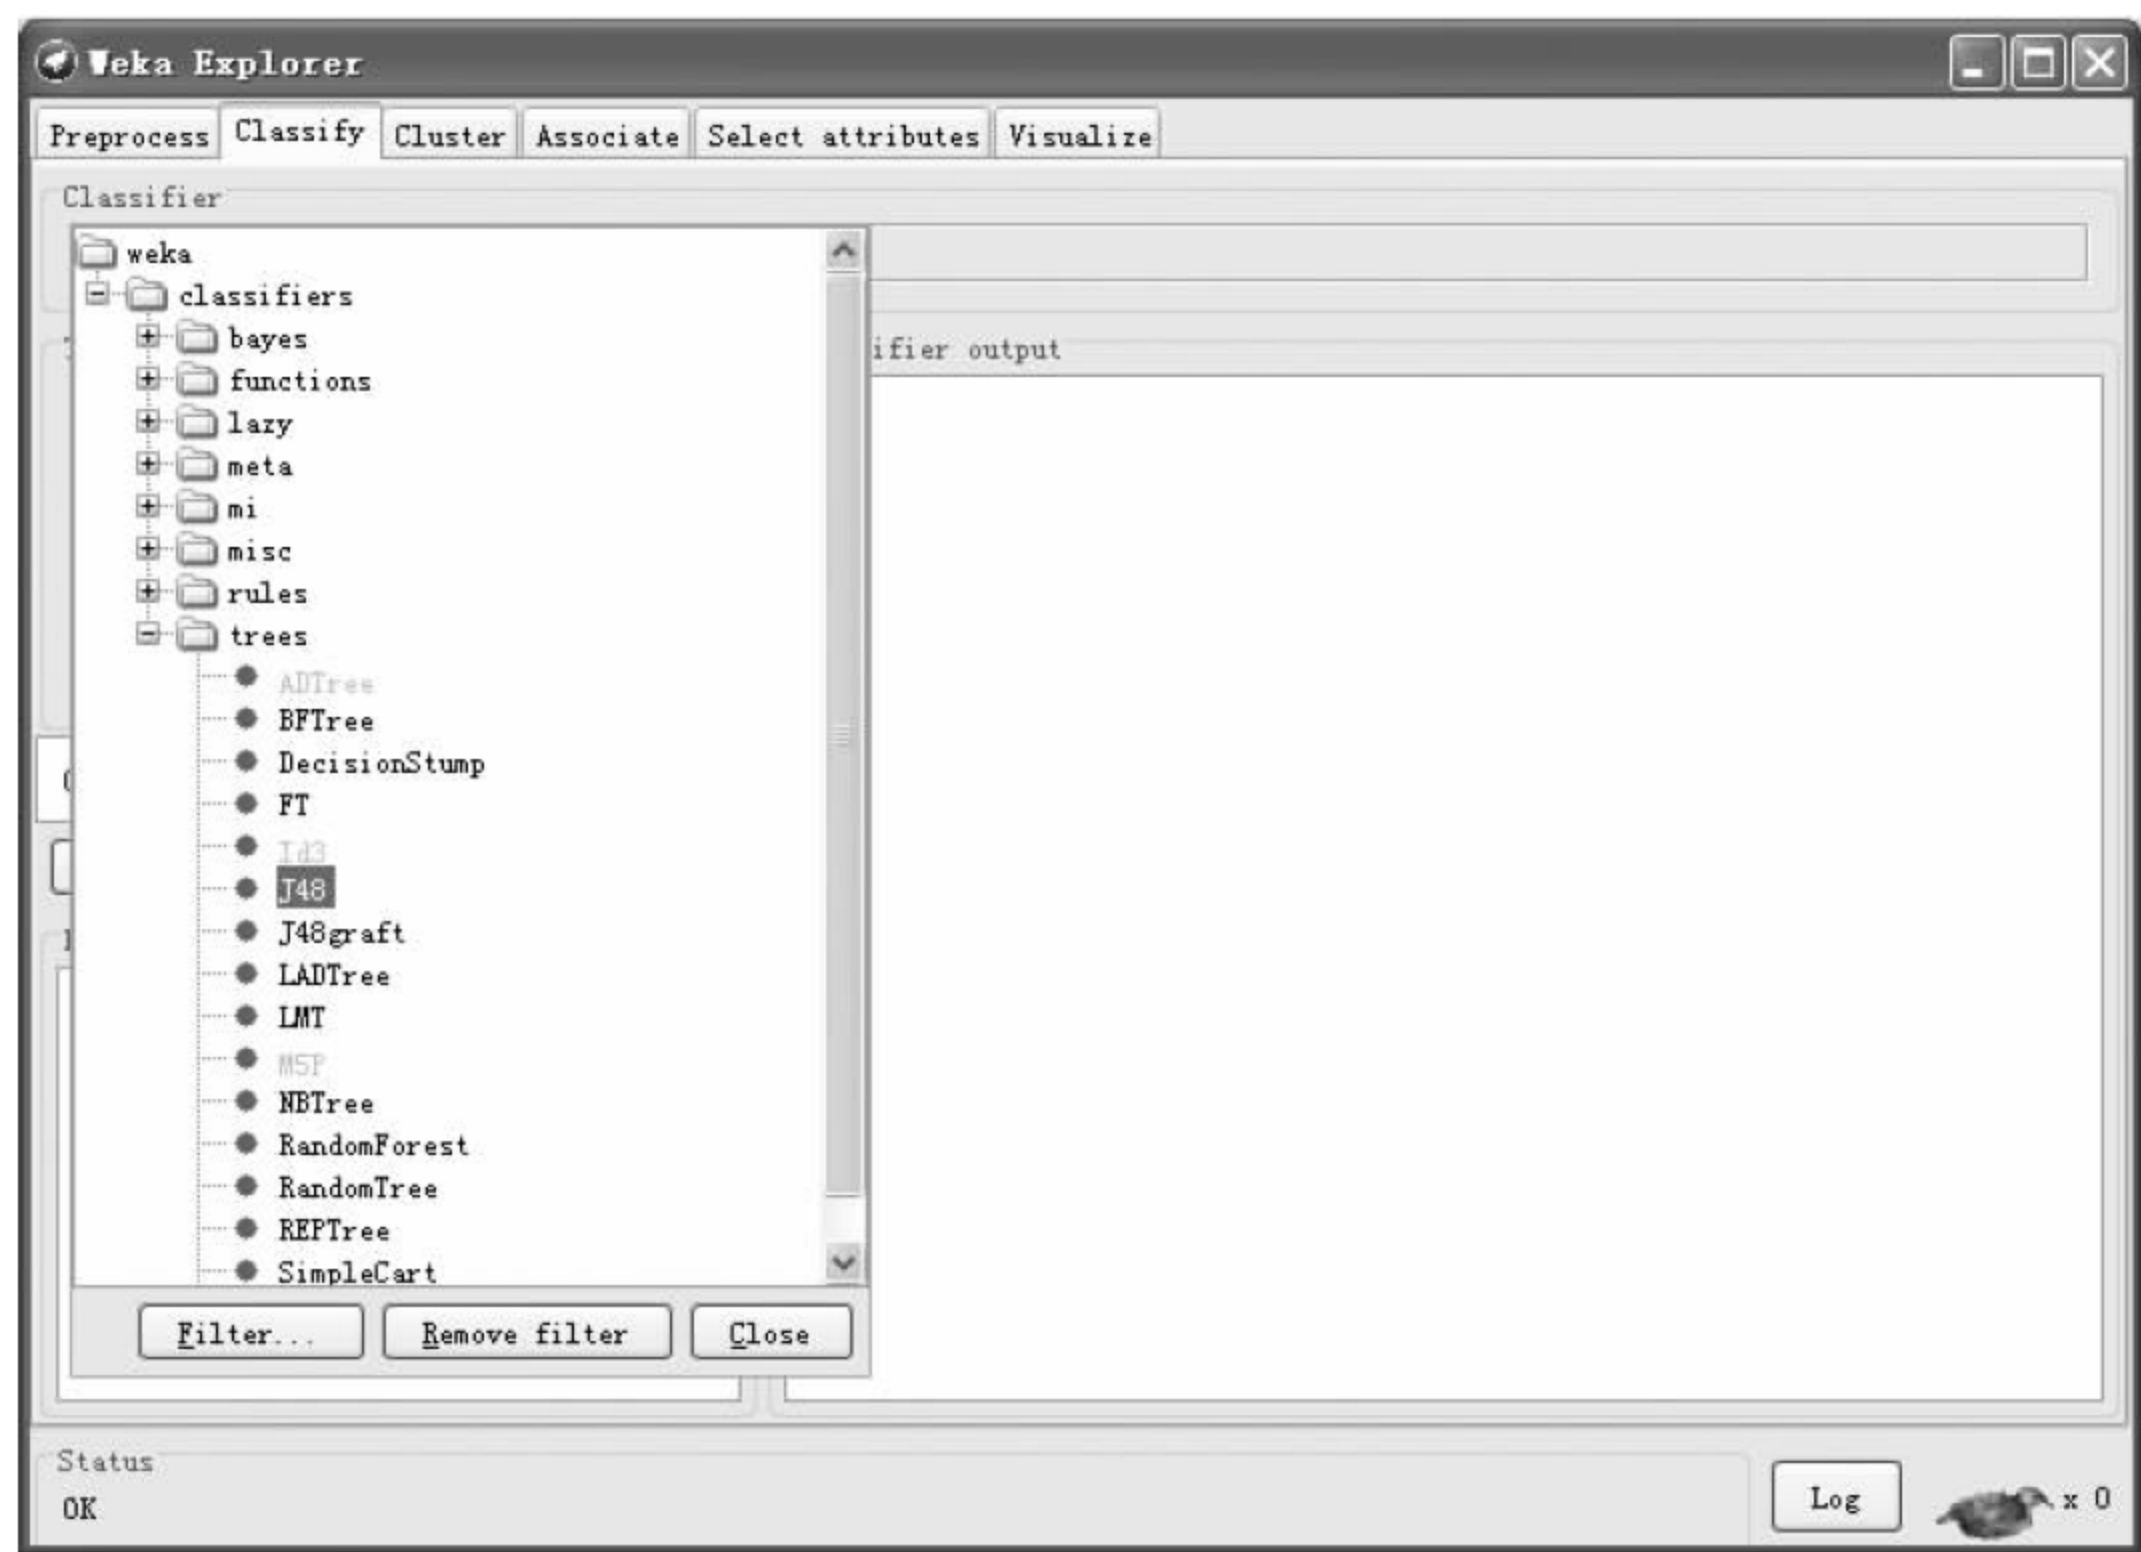 Weka Explorer
Preprocess Classify Cluster Associate Select attributes Visualize
Classifier
weka
classifiers
bayes
functions
lazy
meta
mi
misc
rules
trees
ADTree
BFTree
DecisionStump
FT
Id3
J48
J48graft
LADTree
LMT
M5P
NBTree
RandomForest
RandomTree
REPTree
SimpleCart
Filter... Remove filter Close
ifier output
Status
OK
Log
x 0